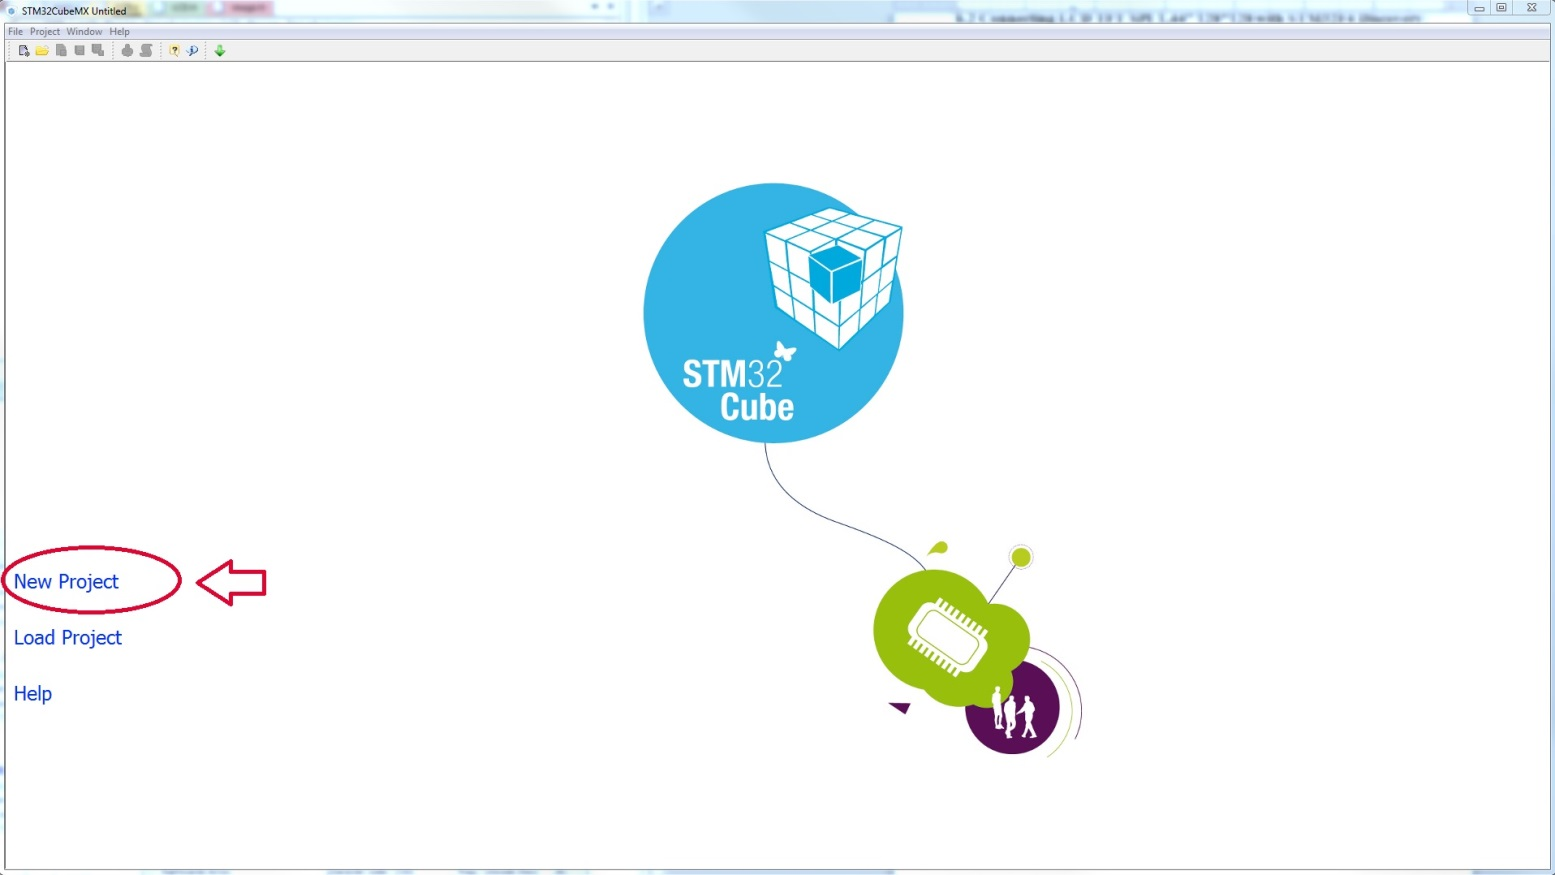 STM32CubeMX Untitled
File Project Window Help
STM32
Cube
New Project
Load Project
Help